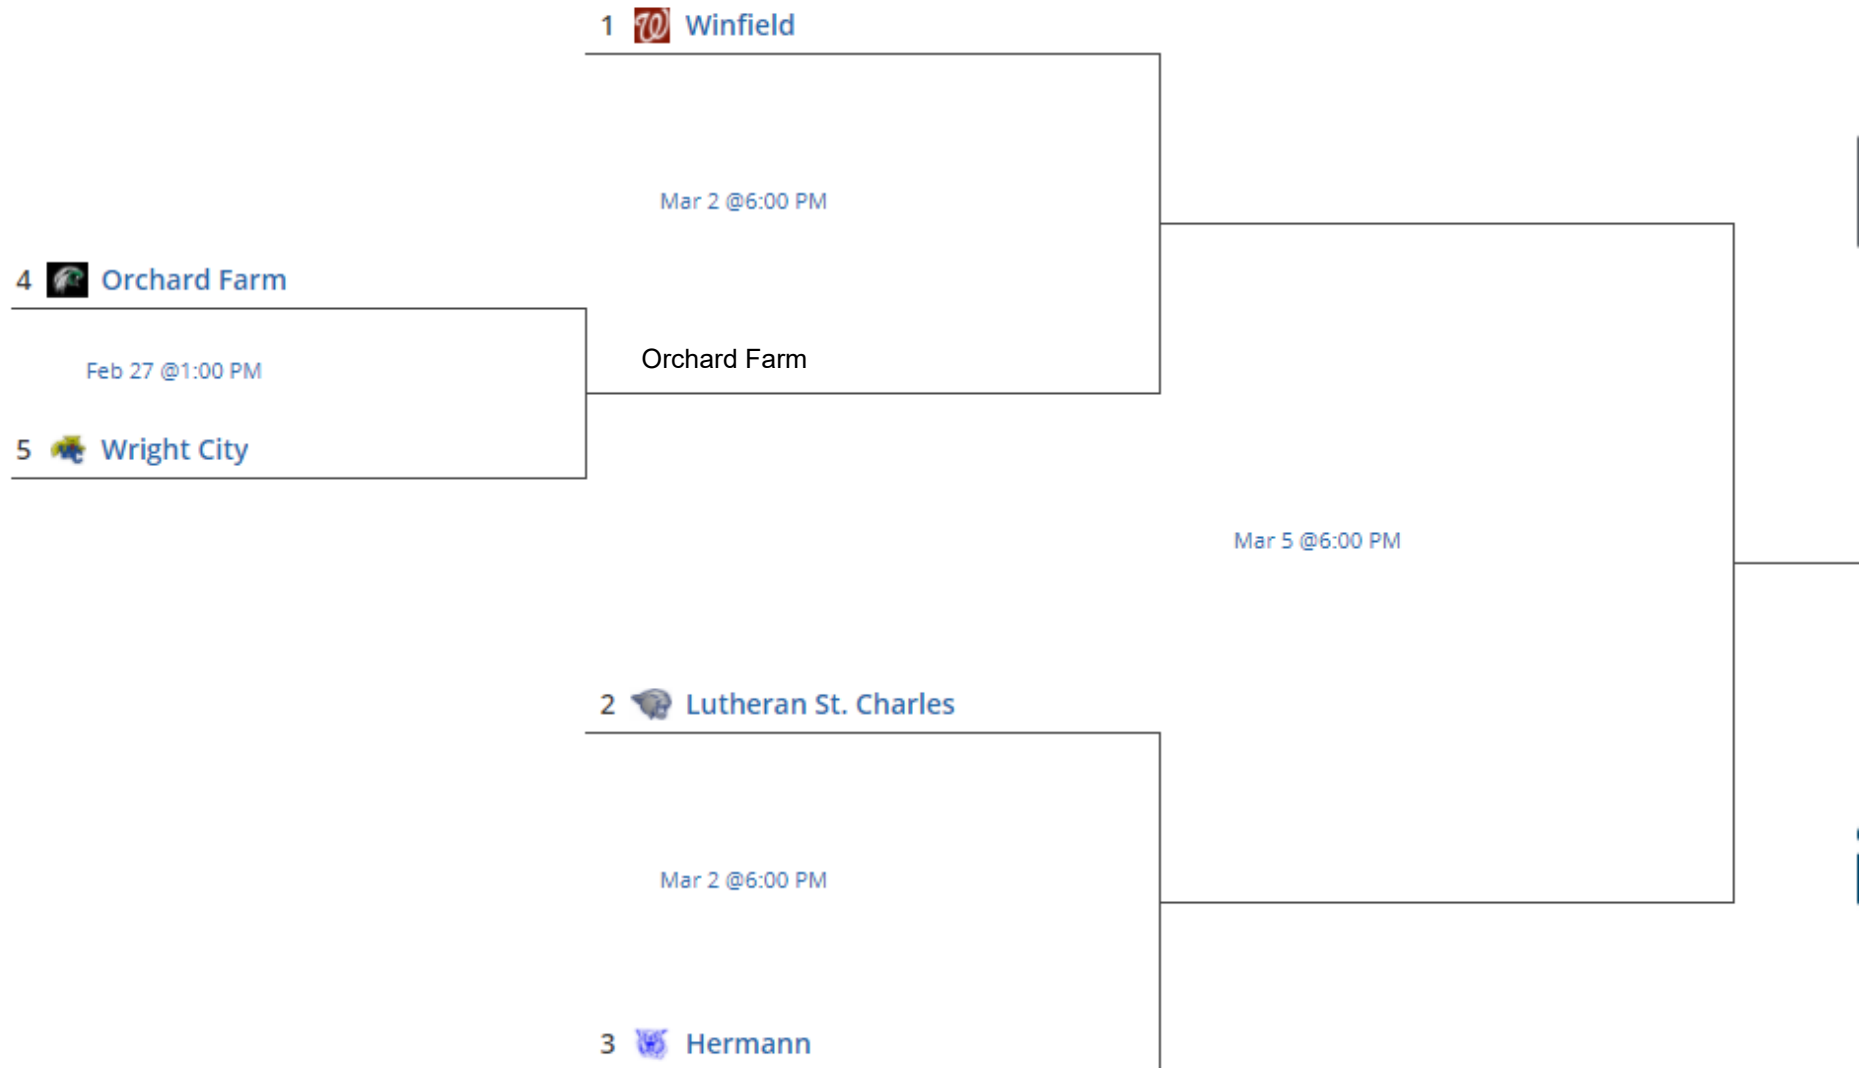 1 Winfield
Mar 2 @6:00 PM
4 Orchard Farm
Orchard Farm
Feb 27 @1:00 PM
5 Wright City
Mar 5 @6:00 PM
2 Lutheran St. Charles
Mar 2 @6:00 PM
3 Hermann